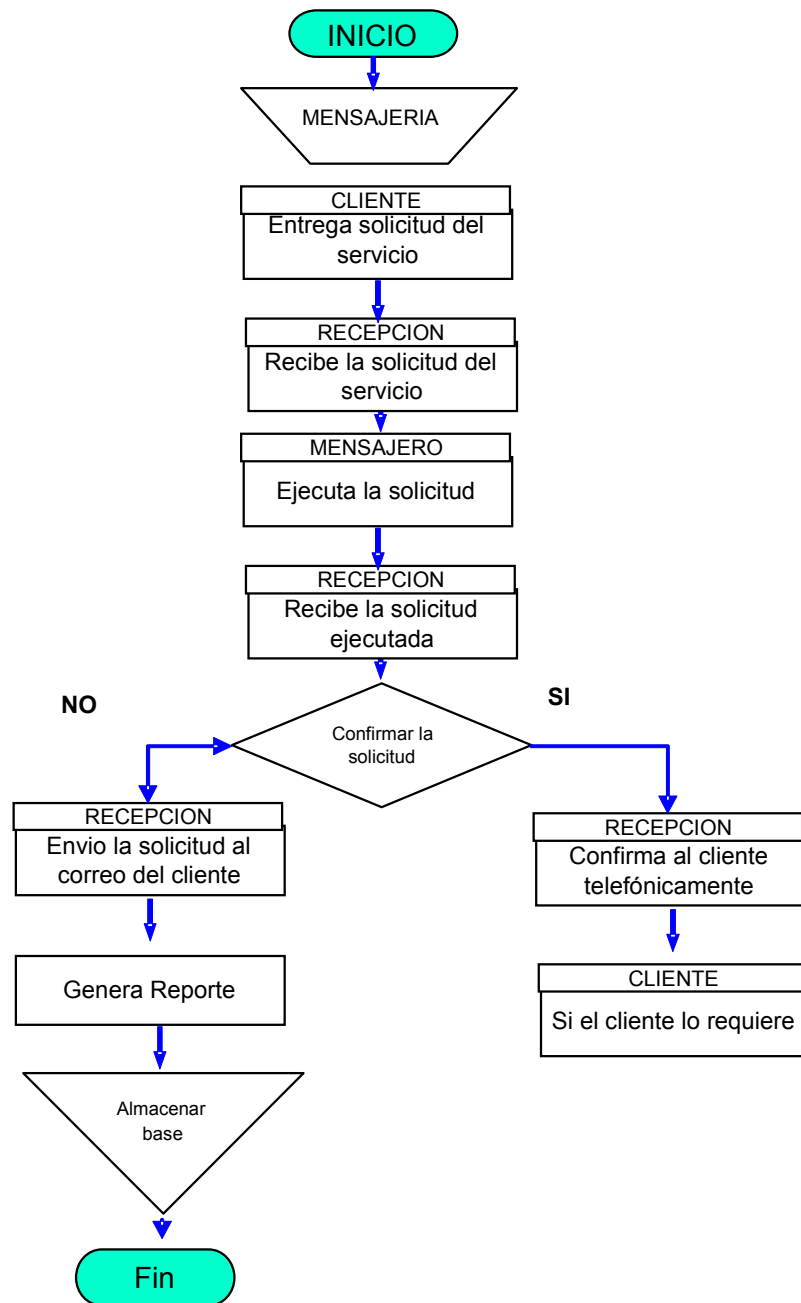 INICIO
MENSAJERIA
CLIENTE
Entrega solicitud del
servicio
RECEPCION
Recibe la solicitud del
servicio
MENSAJERO
Ejecuta la solicitud
RECEPCION
Recibe la solicitud
ejecutada
NO
SI
Confirmar la
solicitud
RECEPCION
Envio la solicitud al
correo del cliente
RECEPCION
Confirma al cliente
telefónicamente
Genera Reporte
CLIENTE
Si el cliente lo requiere
Almacenar
base
Fin